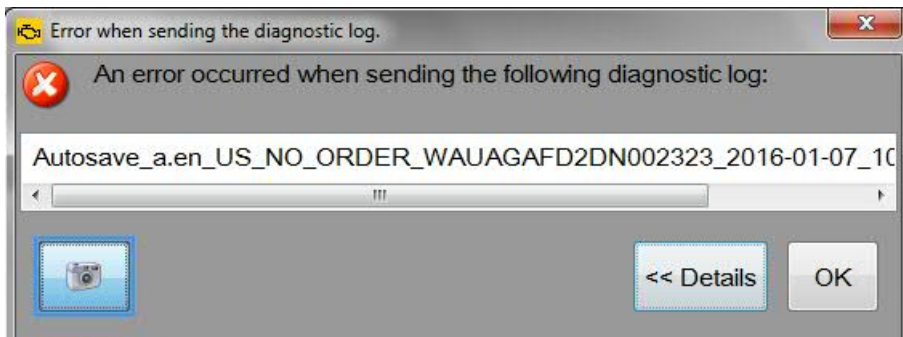 Error when sending the diagnostic log.
An error occurred when sending the following diagnostic log:
Autosave_a.en_US_NO_ORDER_WAUAGAFD2DN002323_2016-01-07_10
<< Details
OK